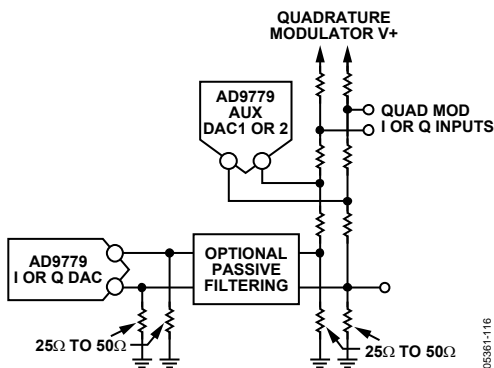 QUADRATURE
MODULATOR V+
AD9779
AUX
DAC1 OR 2
QUAD MOD
I OR Q INPUTS
AD9779
I OR Q DAC
OPTIONAL
PASSIVE
FILTERING
25Ω TO 50Ω
25Ω TO 50Ω
05361-116